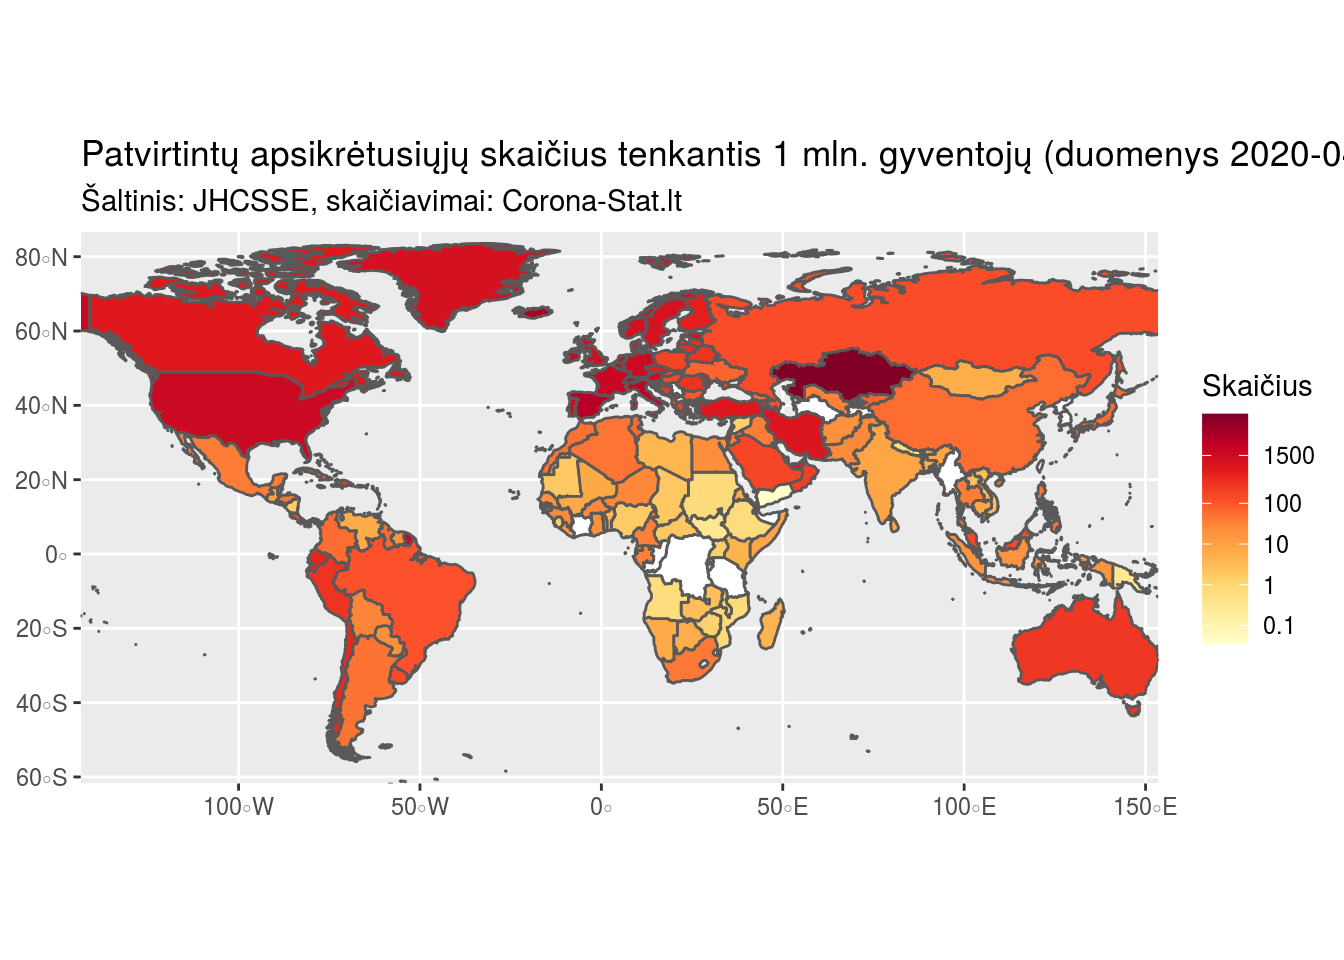 Patvirtintų apsikrėtusiųjų skaičius tenkantis 1 mln. gyventojų (duomenys 2020-0
Šaltinis: JHCSSE, skaičiavimai: Corona-Stat.lt
80°N
60°N
40°N
20°N
0°
20°S
40°S
60°S
100°W
50°W
0°
50°E
100°E
150°E
Skaičius
1500
100
10
1
0.1